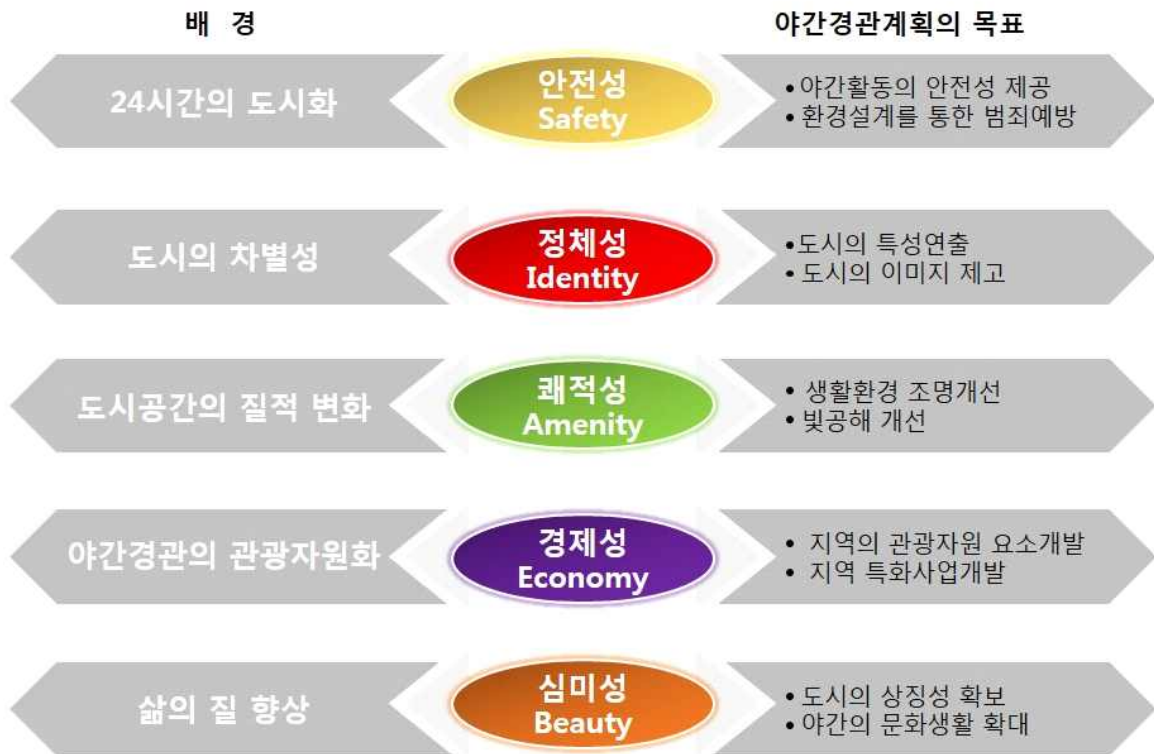 배 경
야간경관계획의 목표
24시간의 도시화
안전성
Safety
• 야간활동의 안전성 제공
• 환경설계를 통한 범죄예방
도시의 차별성
정체성
Identity
• 도시의 특성연출
• 도시의 이미지 제고
도시공간의 질적 변화
쾌적성
Amenity
• 생활환경 조명개선
• 빛공해 개선
야간경관의 관광자원화
경제성
Economy
• 지역의 관광자원 요소개발
• 지역 특화사업개발
삶의 질 향상
심미성
Beauty
• 도시의 상징성 확보
• 야간의 문화생활 확대